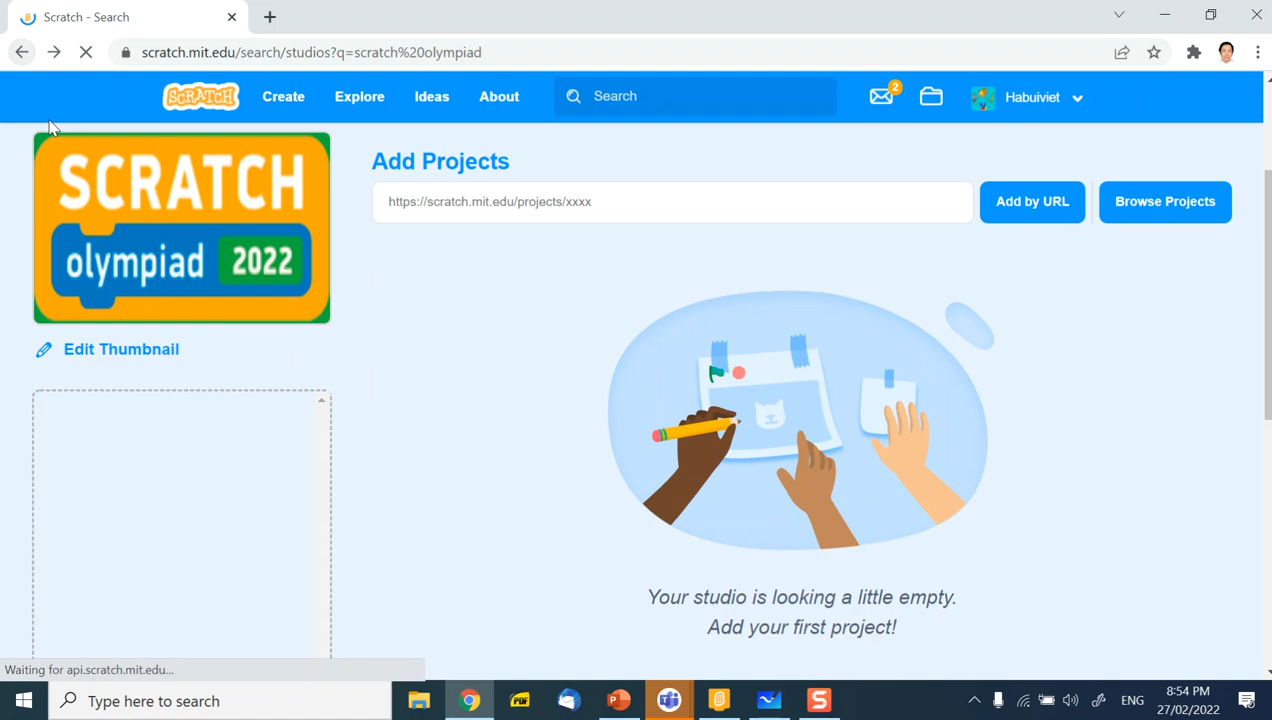 Scratch - Search
scratch.mit.edu/search/studios?q=scratch%20olympiad
SCRATCH
Create
Explore
Ideas
About
Search
2
Habuiviet
SCRATCH
olympiad 2022
Edit Thumbnail
Add Projects
https://scratch.mit.edu/projects/xxxx
Add by URL
Browse Projects
Your studio is looking a little empty.
Add your first project!
Waiting for api.scratch.mit.edu...
Type here to search
PDF
ENG
8:54 PM
27/02/2022